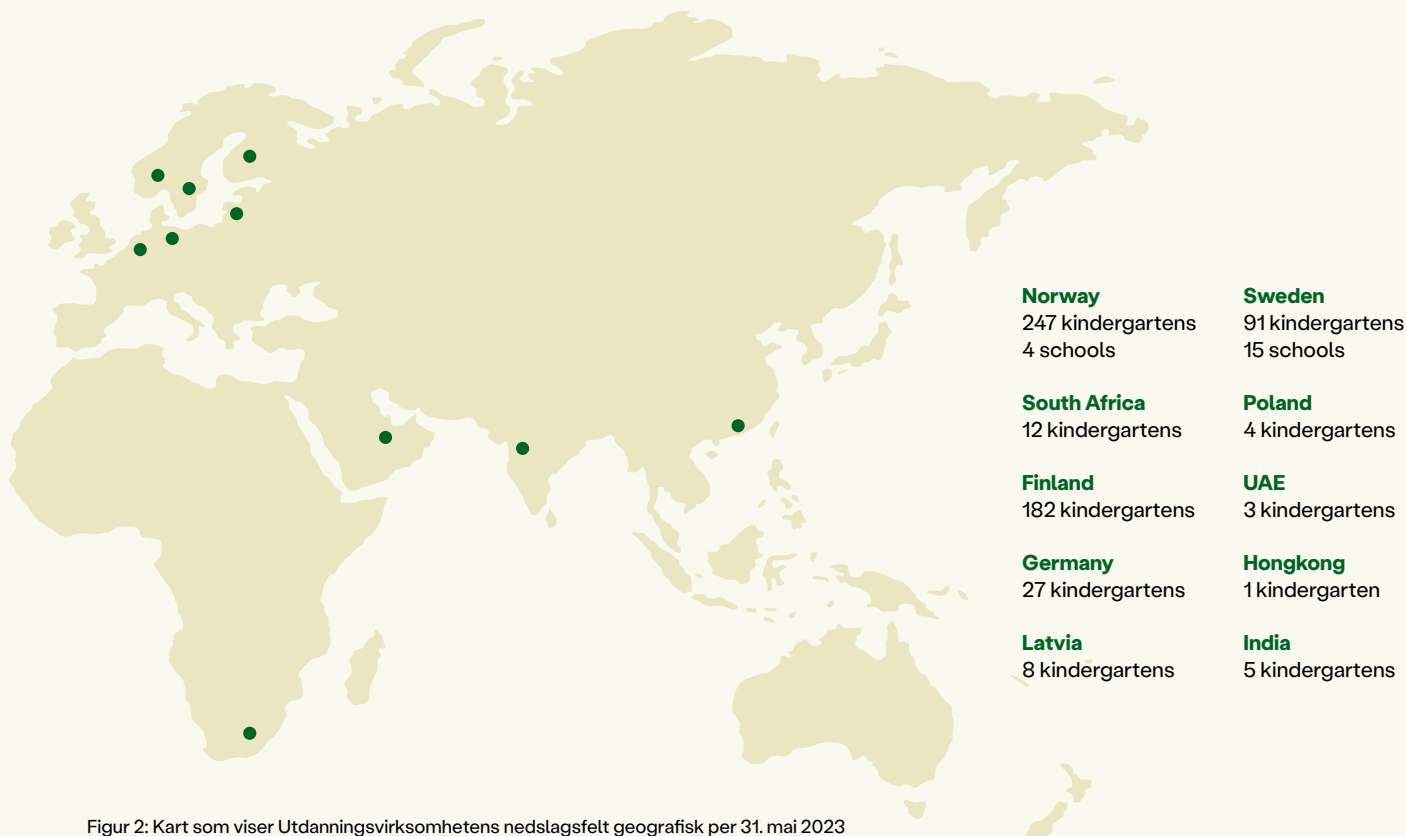 Norway
247 kindergartens
4 schools
Sweden
91 kindergartens
15 schools
South Africa
12 kindergartens
Poland
4 kindergartens
Finland
182 kindergartens
UAE
3 kindergartens
Germany
27 kindergartens
Hongkong
1 kindergarten
Latvia
8 kindergartens
India
5 kindergartens
Figur 2: Kart som viser Utdanningsvirksomhetens nedslagsfelt geografisk per 31. mai 2023